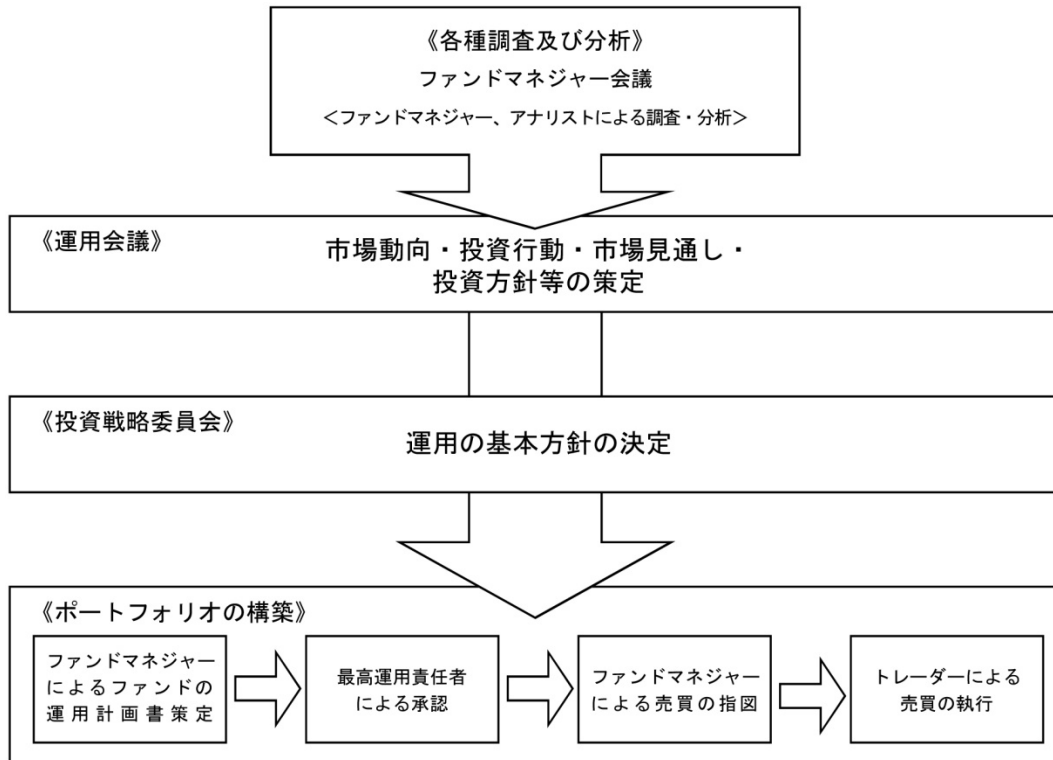 《各種調査及び分析》
ファンドマネジャー会議
＜ファンドマネジャー、アナリストによる調査・分析＞
《運用会議》
市場動向・投資行動・市場見通し・
投資方針等の策定
《投資戦略委員会》
運用の基本方針の決定
《ポートフォリオの構築》
ファンドマネジャー
によるファンドの
運用計画書策定
最高運用責任者
による承認
ファンドマネジャー
による売買の指図
トレーダーによる
売買の執行